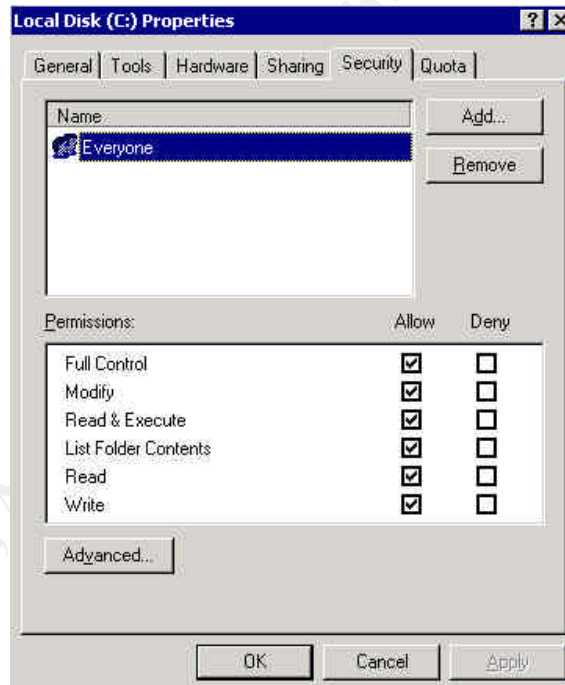 Local Disk (C:) Properties
General Tools Hardware Sharing Security Quota
Name
Add...
Everyone
Remove
Permissions: Allow Deny
Full Control
Modify
Read & Execute
List Folder Contents
Read
Write
Advanced...
OK Cancel Apply